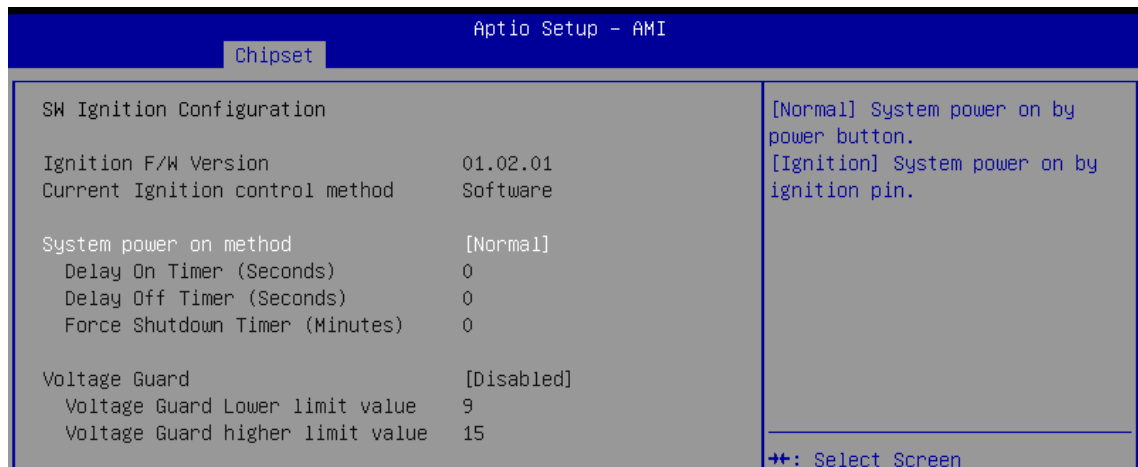 Aptio Setup - AMI
Chipset
SW Ignition Configuration
Ignition F/W Version 01.02.01
Current Ignition control method Software
System power on method [Normal]
Delay On Timer (Seconds) 0
Delay Off Timer (Seconds) 0
Force Shutdown Timer (Minutes) 0
Voltage Guard [Disabled]
Voltage Guard Lower limit value 9
Voltage Guard higher limit value 15
[Normal] System power on by
power button.
[Ignition] System power on by
ignition pin.
→←: Select Screen